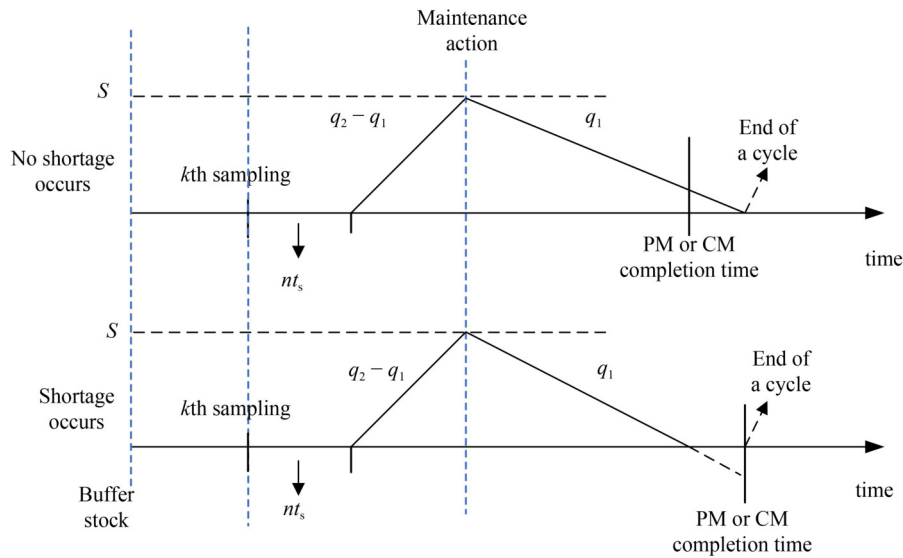 Maintenance
action
S
q₂ − q₁
q₁
End of
a cycle
No shortage
occurs
kth sampling
PM or CM
completion time
time
ntₛ
S
q₂ − q₁
q₁
End of
a cycle
Shortage
occurs
kth sampling
time
Buffer
stock
ntₛ
PM or CM
completion time